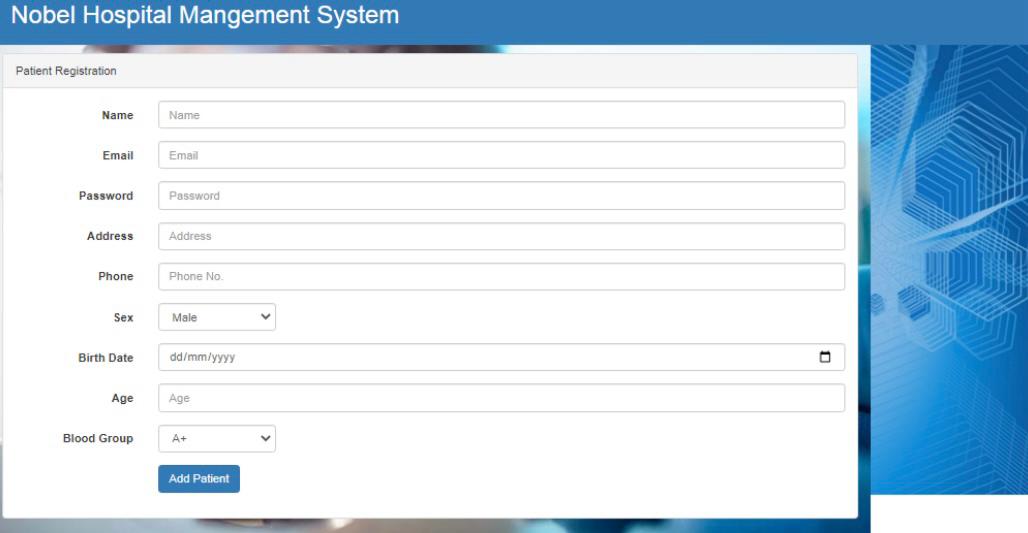 Nobel Hospital Mangement System
Patient Registration
Name Name
Email Email
Password Password
Address Address
Phone Phone No.
Sex Male
Birth Date dd/mm/yyyy
Age Age
Blood Group A+
Add Patient